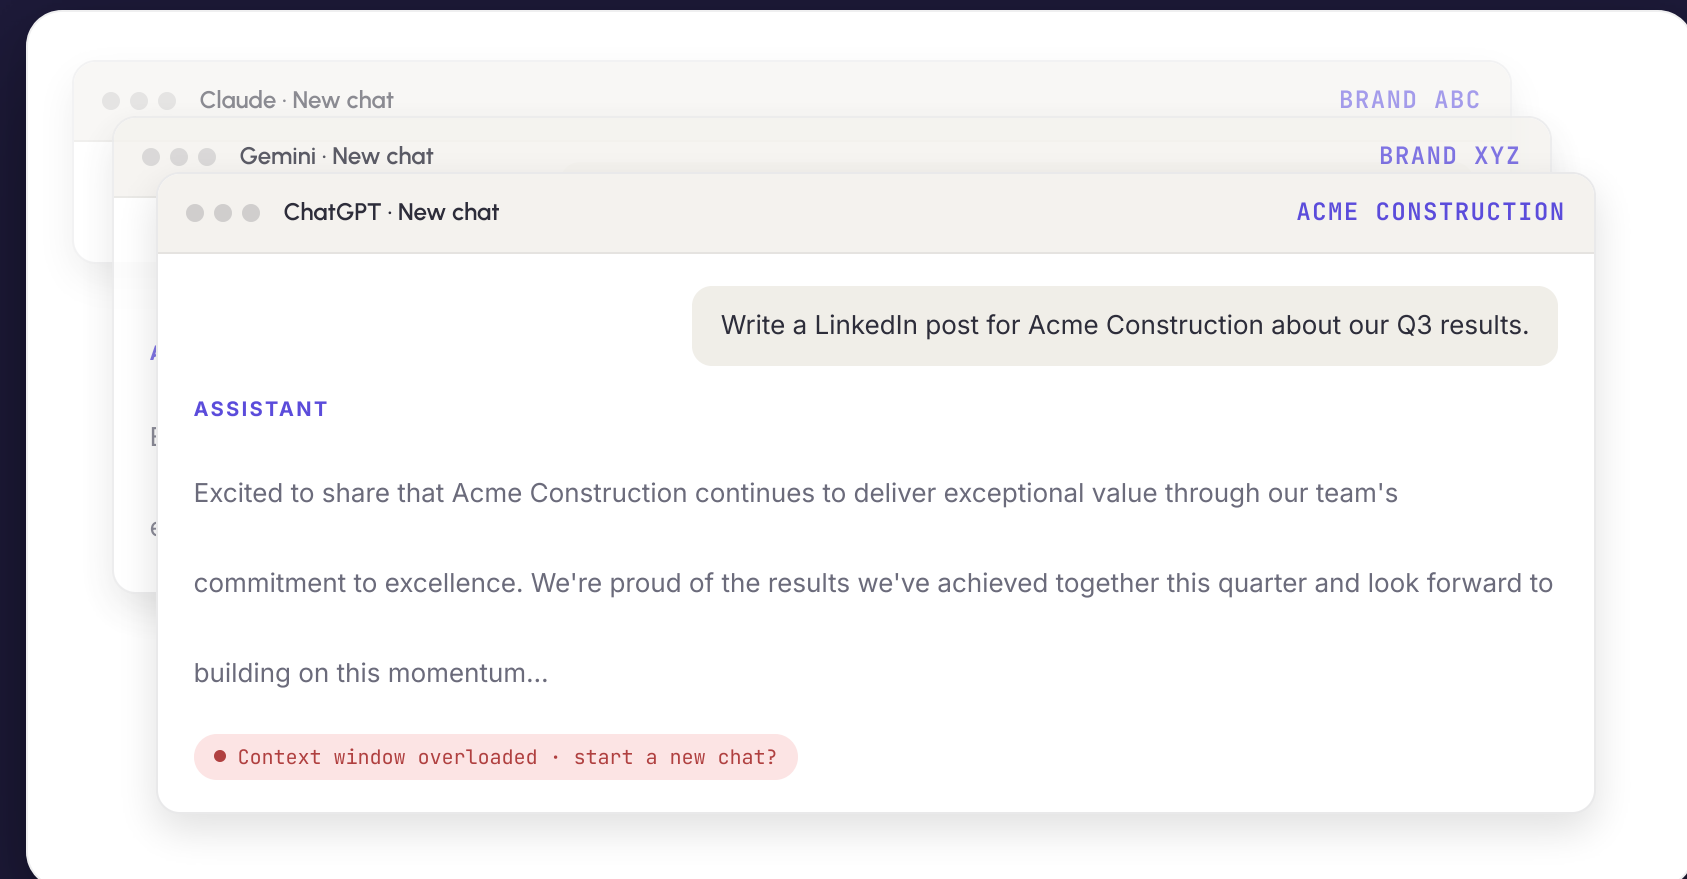 Claude · New chat
BRAND ABC
Gemini · New chat
BRAND XYZ
ChatGPT · New chat
ACME CONSTRUCTION
Write a LinkedIn post for Acme Construction about our Q3 results.
ASSISTANT
Excited to share that Acme Construction continues to deliver exceptional value through our team's
commitment to excellence. We're proud of the results we've achieved together this quarter and look forward to
building on this momentum...
Context window overloaded · start a new chat?